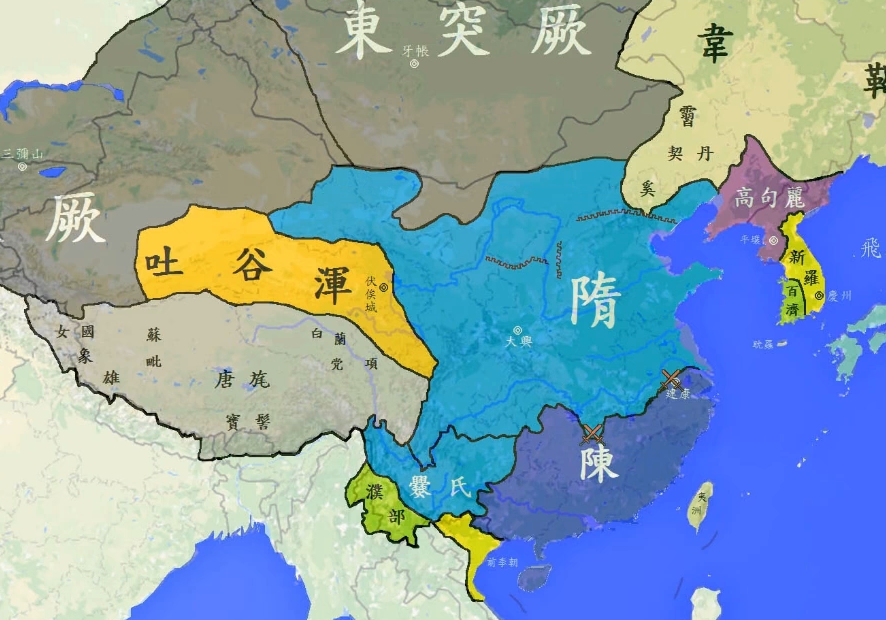 東突厥
牙帳
韋
靺
霫
契丹
奚
三彌山
厥
高句麗
平壤
新羅
百濟
慶州
飛
吐谷渾
伏俟城
隋
大興
耽羅
女國
象雄
蘇毗
白蘭
党項
唐旄
寶髻
建康
陳
爨氏
濮部
夷洲
前李朝